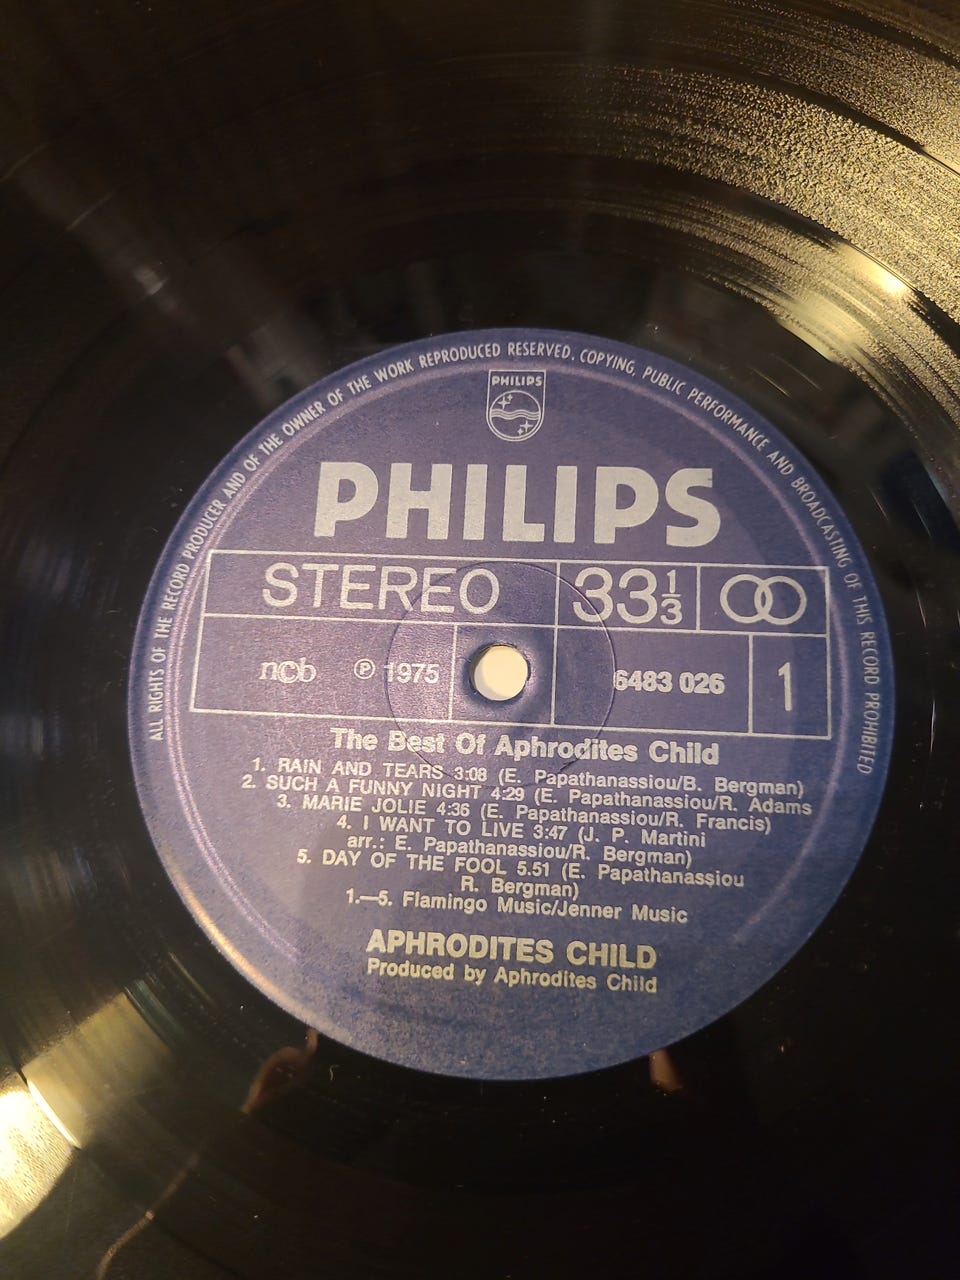 ALL RIGHTS OF THE RECORD PRODUCER AND OF THE OWNER OF THE WORK REPRODUCED RESERVED. COPYING, PUBLIC PERFORMANCE AND BROADCASTING OF THIS RECORD PROHIBITED
PHILIPS
PHILIPS
STEREO 33 1/3
ncb Ⓟ 1975 6483 026 1
The Best Of Aphrodites Child
1. RAIN AND TEARS 3:08 (E. Papathanassiou/B. Bergman)
2. SUCH A FUNNY NIGHT 4:29 (E. Papathanassiou/R. Adams
3. MARIE JOLIE 4:36 (E. Papathanassiou/R. Francis)
4. I WANT TO LIVE 3:47 (J. P. Martini
arr.: E. Papathanassiou/R. Bergman)
5. DAY OF THE FOOL 5.51 (E. Papathanassiou
R. Bergman)
1.—5. Flamingo Music/Jenner Music
APHRODITES CHILD
Produced by Aphrodites Child